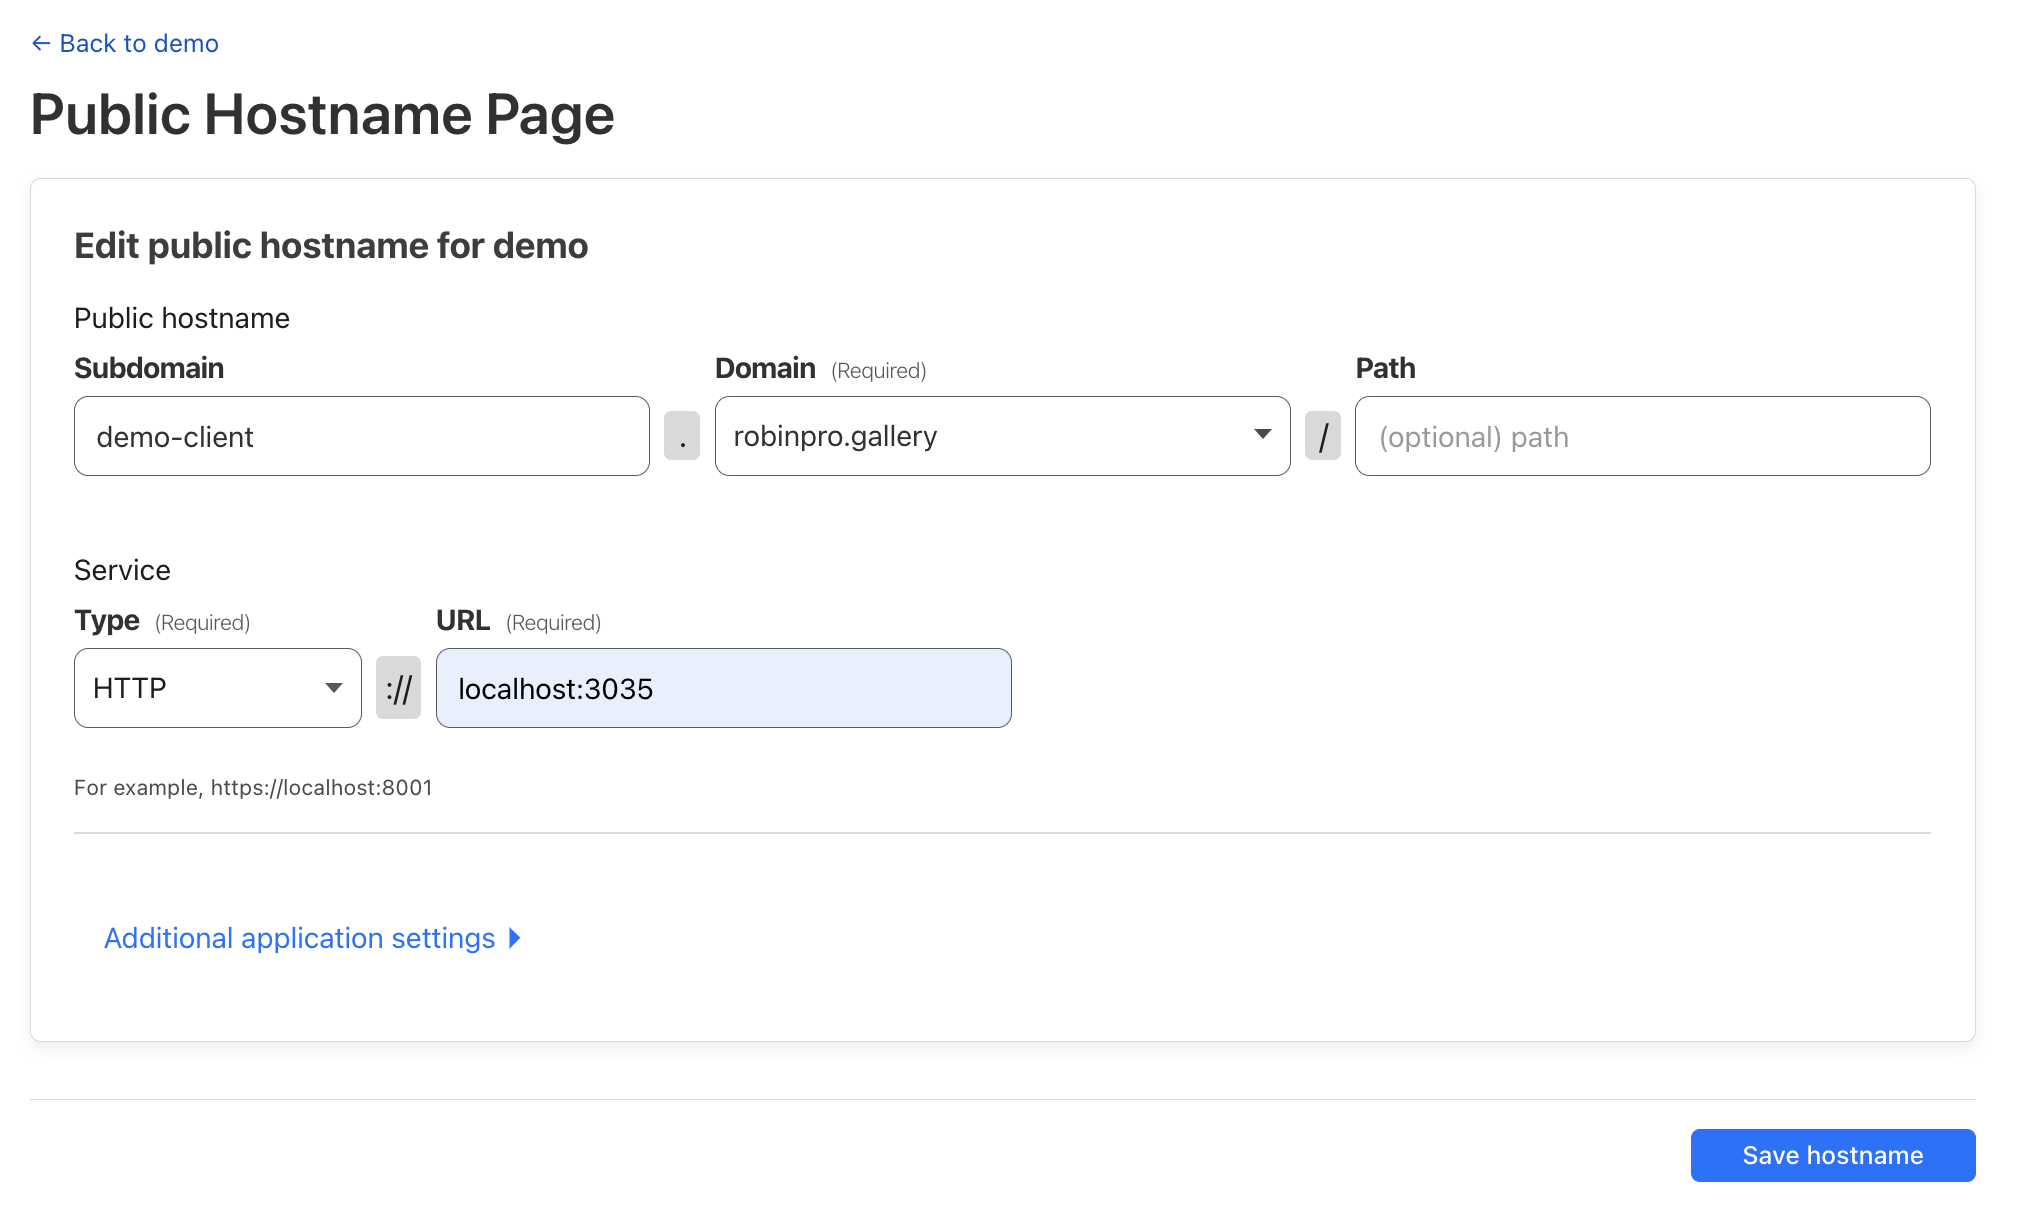 ← Back to demo
Public Hostname Page
Edit public hostname for demo
Public hostname
Subdomain Domain (Required) Path
demo-client . robinpro.gallery / (optional) path
Service
Type (Required) URL (Required)
HTTP :// localhost:3035
For example, https://localhost:8001
Additional application settings
Save hostname